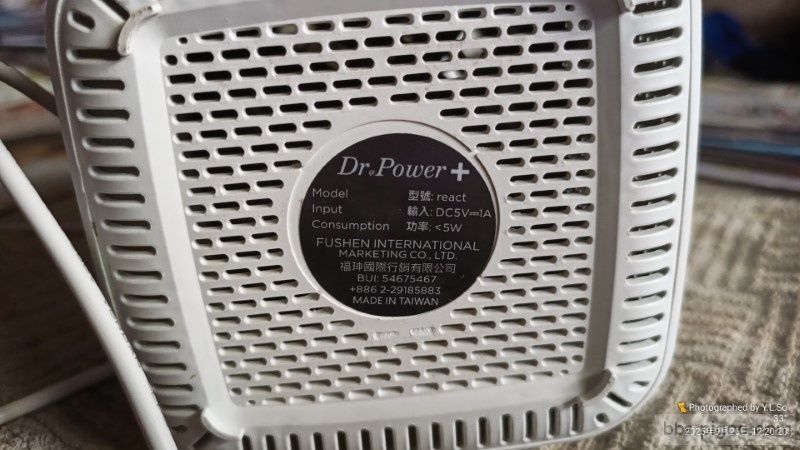 Dr.Power+
Model 型號: react
Input 輸入: DC5V⎓1A
Consumption 功率: <5W
FUSHEN INTERNATIONAL
MARKETING CO., LTD.
福珅國際行銷有限公司
BUI: 54675467
+886 2-29185883
MADE IN TAIWAN
Photographed by Y.L.So